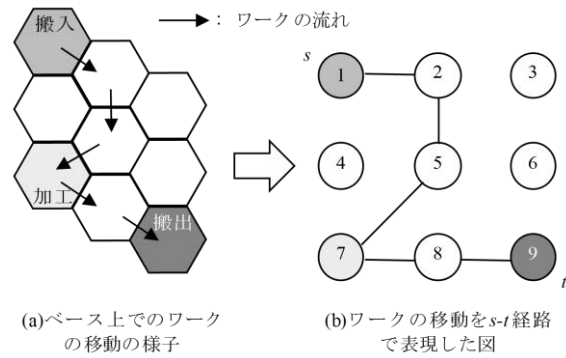 搬入
: ワークの流れ
加工
搬出
s
1
2
3
4
5
6
7
8
9
t
(a)ベース上でのワーク
の移動の様子
(b)ワークの移動をs-t経路
で表現した図